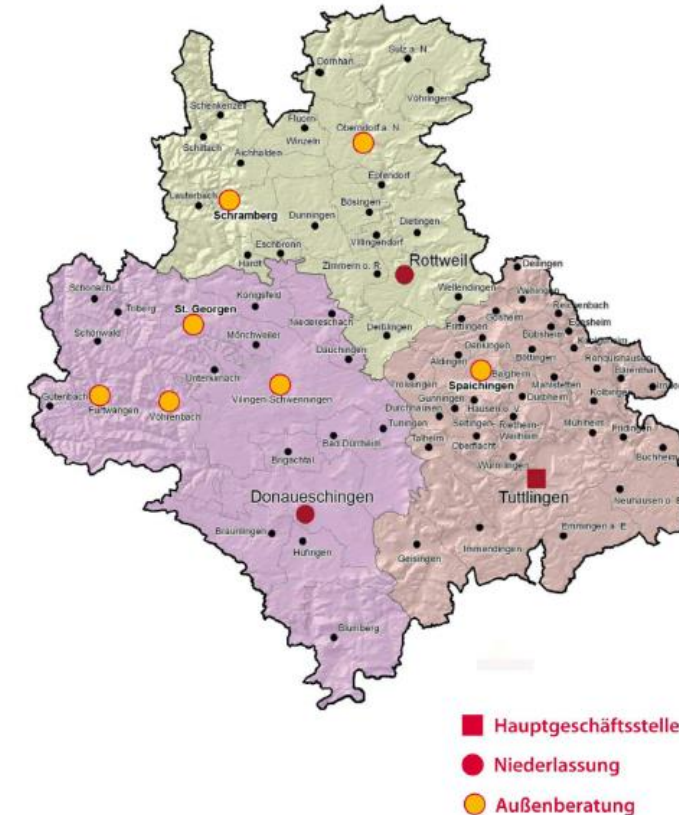 Sulz a. N.
Dornhan
Vöhringen
Schenkenzell
Fluorn
Winzeln
Oberndorf a. N.
Schiltach
Aichhalden
Epfendorf
Lauterbach
Schramberg
Bösingen
Dunningen
Dietingen
Villingendorf
Eschbronn
Hardt
Zimmern o. R.
Rottweil
Deilingen
Wellendingen
Wehingen
Schonach
Königsfeld
Gosheim
Reichenbach
Triberg
St. Georgen
Niedereschach
Frittlingen
Egesheim
Bubsheim
Schonwald
Mönchweiler
Deißlingen
Denkingen
Königsheim
Dauchingen
Aldingen
Böttingen
Renquishausen
Unterkirnach
Trossingen
Balgheim
Bärenthal
Spaichingen
Mahlstetten
Gütenbach
Furtwangen
Vöhrenbach
Villingen-Schwenningen
Gunningen
Durchhausen
Hausen o. V.
Dürbheim
Kolbingen
Tuningen
Seitingen-
Rietheim-
Mühlheim
Fridingen
Bad Dürrheim
Talheim
Oberflacht
Weilheim
Buchheim
Brigachtal
Wurmlingen
Donaueschingen
Tuttlingen
Neuhausen o. E
Bräunlingen
Hüfingen
Geisingen
Immendingen
Emmingen a. E
Blumberg
Hauptgeschäftsstelle
Niederlassung
Außenberatung